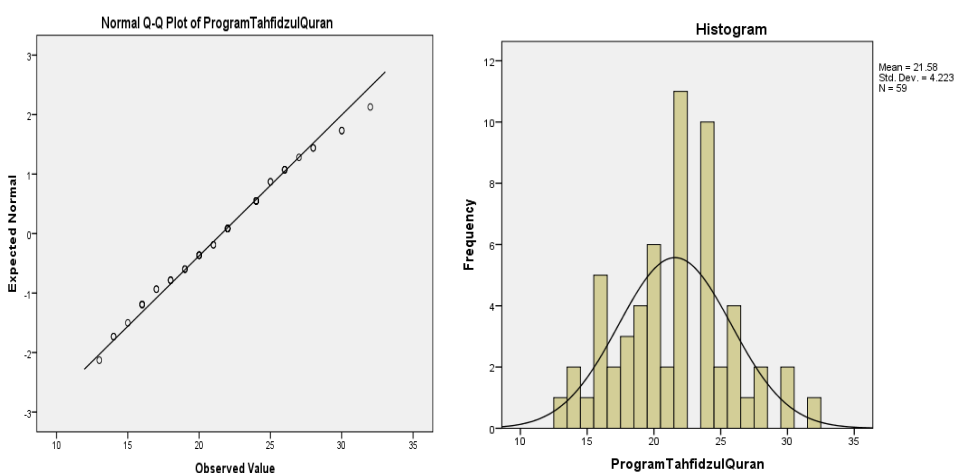 Normal Q-Q Plot of ProgramTahfidzulQuran
3
2
1
0
-1
-2
-3
Expected Normal
10 15 20 25 30 35
Observed Value
Histogram
12
10
8
6
4
2
0
Frequency
10 15 20 25 30 35
ProgramTahfidzulQuran
Mean = 21.58
Std. Dev. = 4.223
N = 59